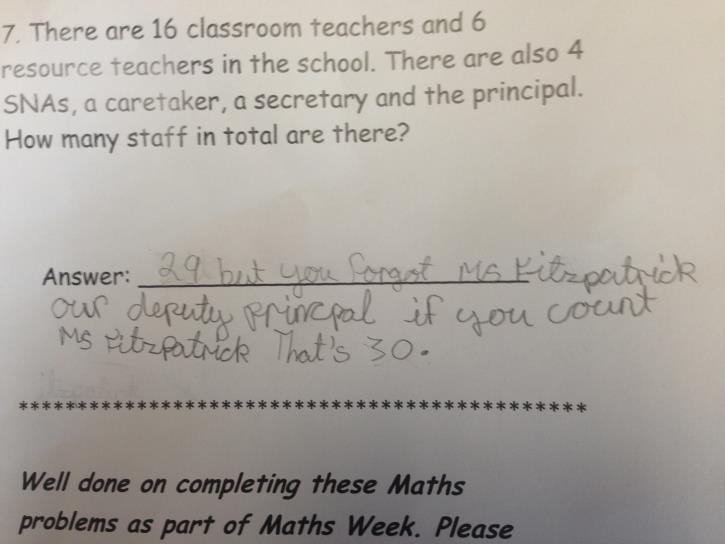 7. There are 16 classroom teachers and 6
resource teachers in the school. There are also 4
SNAs, a caretaker, a secretary and the principal.
How many staff in total are there?
Answer: 29 but you forgot Ms Fitzpatrick
our deputy princpal if you count
Ms Fitzpatrick That's 30.
************************************************
Well done on completing these Maths
problems as part of Maths Week. Please